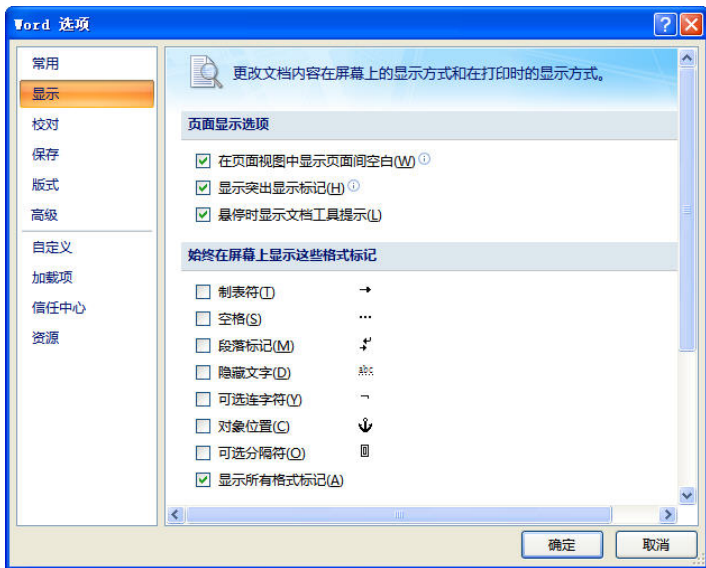 Word 选项
常用
显示
校对
保存
版式
高级
自定义
加载项
信任中心
资源
更改文档内容在屏幕上的显示方式和在打印时的显示方式。
页面显示选项
在页面视图中显示页面间空白(W)
显示突出显示标记(H)
悬停时显示文档工具提示(L)
始终在屏幕上显示这些格式标记
制表符(T)
空格(S)
段落标记(M)
隐藏文字(D) abc
可选连字符(Y)
对象位置(C)
可选分隔符(O)
显示所有格式标记(A)
确定
取消